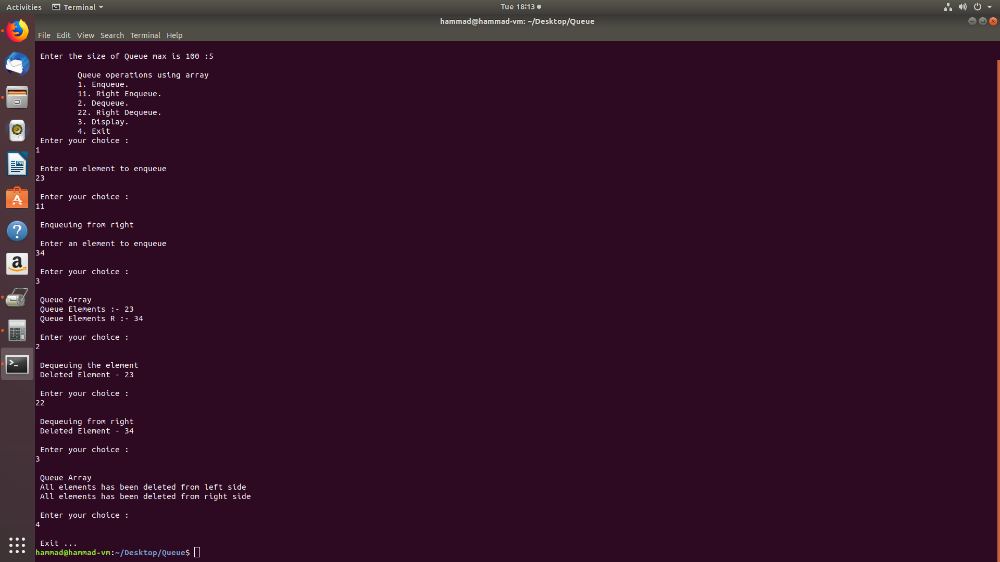 Activities Terminal Tue 18:13
hammad@hammad-vm: ~/Desktop/Queue
File Edit View Search Terminal Help
Enter the size of Queue max is 100 :5
Queue operations using array
1. Enqueue.
11. Right Enqueue.
2. Dequeue.
22. Right Dequeue.
3. Display.
4. Exit
Enter your choice :
1
Enter an element to enqueue
23
Enter your choice :
11
Enqueuing from right
Enter an element to enqueue
34
Enter your choice :
3
Queue Array
Queue Elements :- 23
Queue Elements R :- 34
Enter your choice :
2
Dequeuing the element
Deleted Element - 23
Enter your choice :
22
Dequeuing from right
Deleted Element - 34
Enter your choice :
3
Queue Array
All elements has been deleted from left side
All elements has been deleted from right side
Enter your choice :
4
Exit ...
hammad@hammad-vm:~/Desktop/Queue$